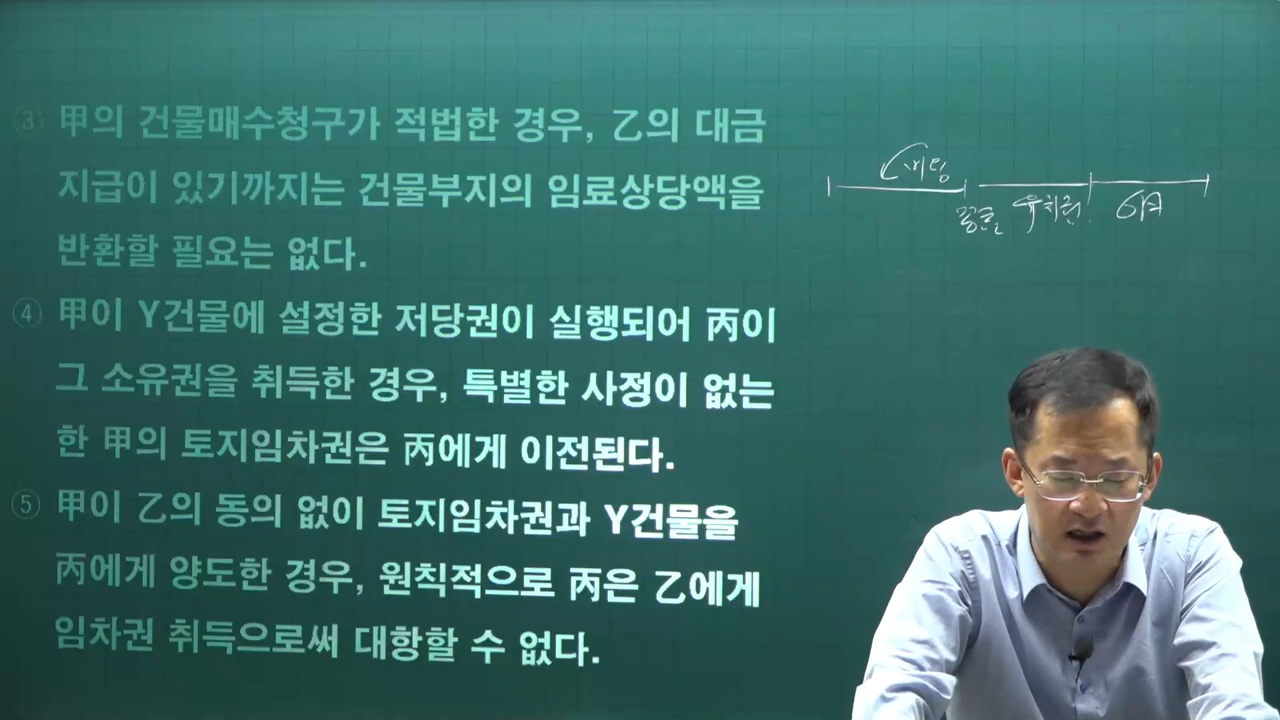 ③ 甲의 건물매수청구가 적법한 경우, 乙의 대금
지급이 있기까지는 건물부지의 임료상당액을
반환할 필요는 없다.
④ 甲이 Y건물에 설정한 저당권이 실행되어 丙이
그 소유권을 취득한 경우, 특별한 사정이 없는
한 甲의 토지임차권은 丙에게 이전된다.
⑤ 甲이 乙의 동의 없이 토지임차권과 Y건물을
丙에게 양도한 경우, 원칙적으로 丙은 乙에게
임차권 취득으로써 대항할 수 없다.
유치권